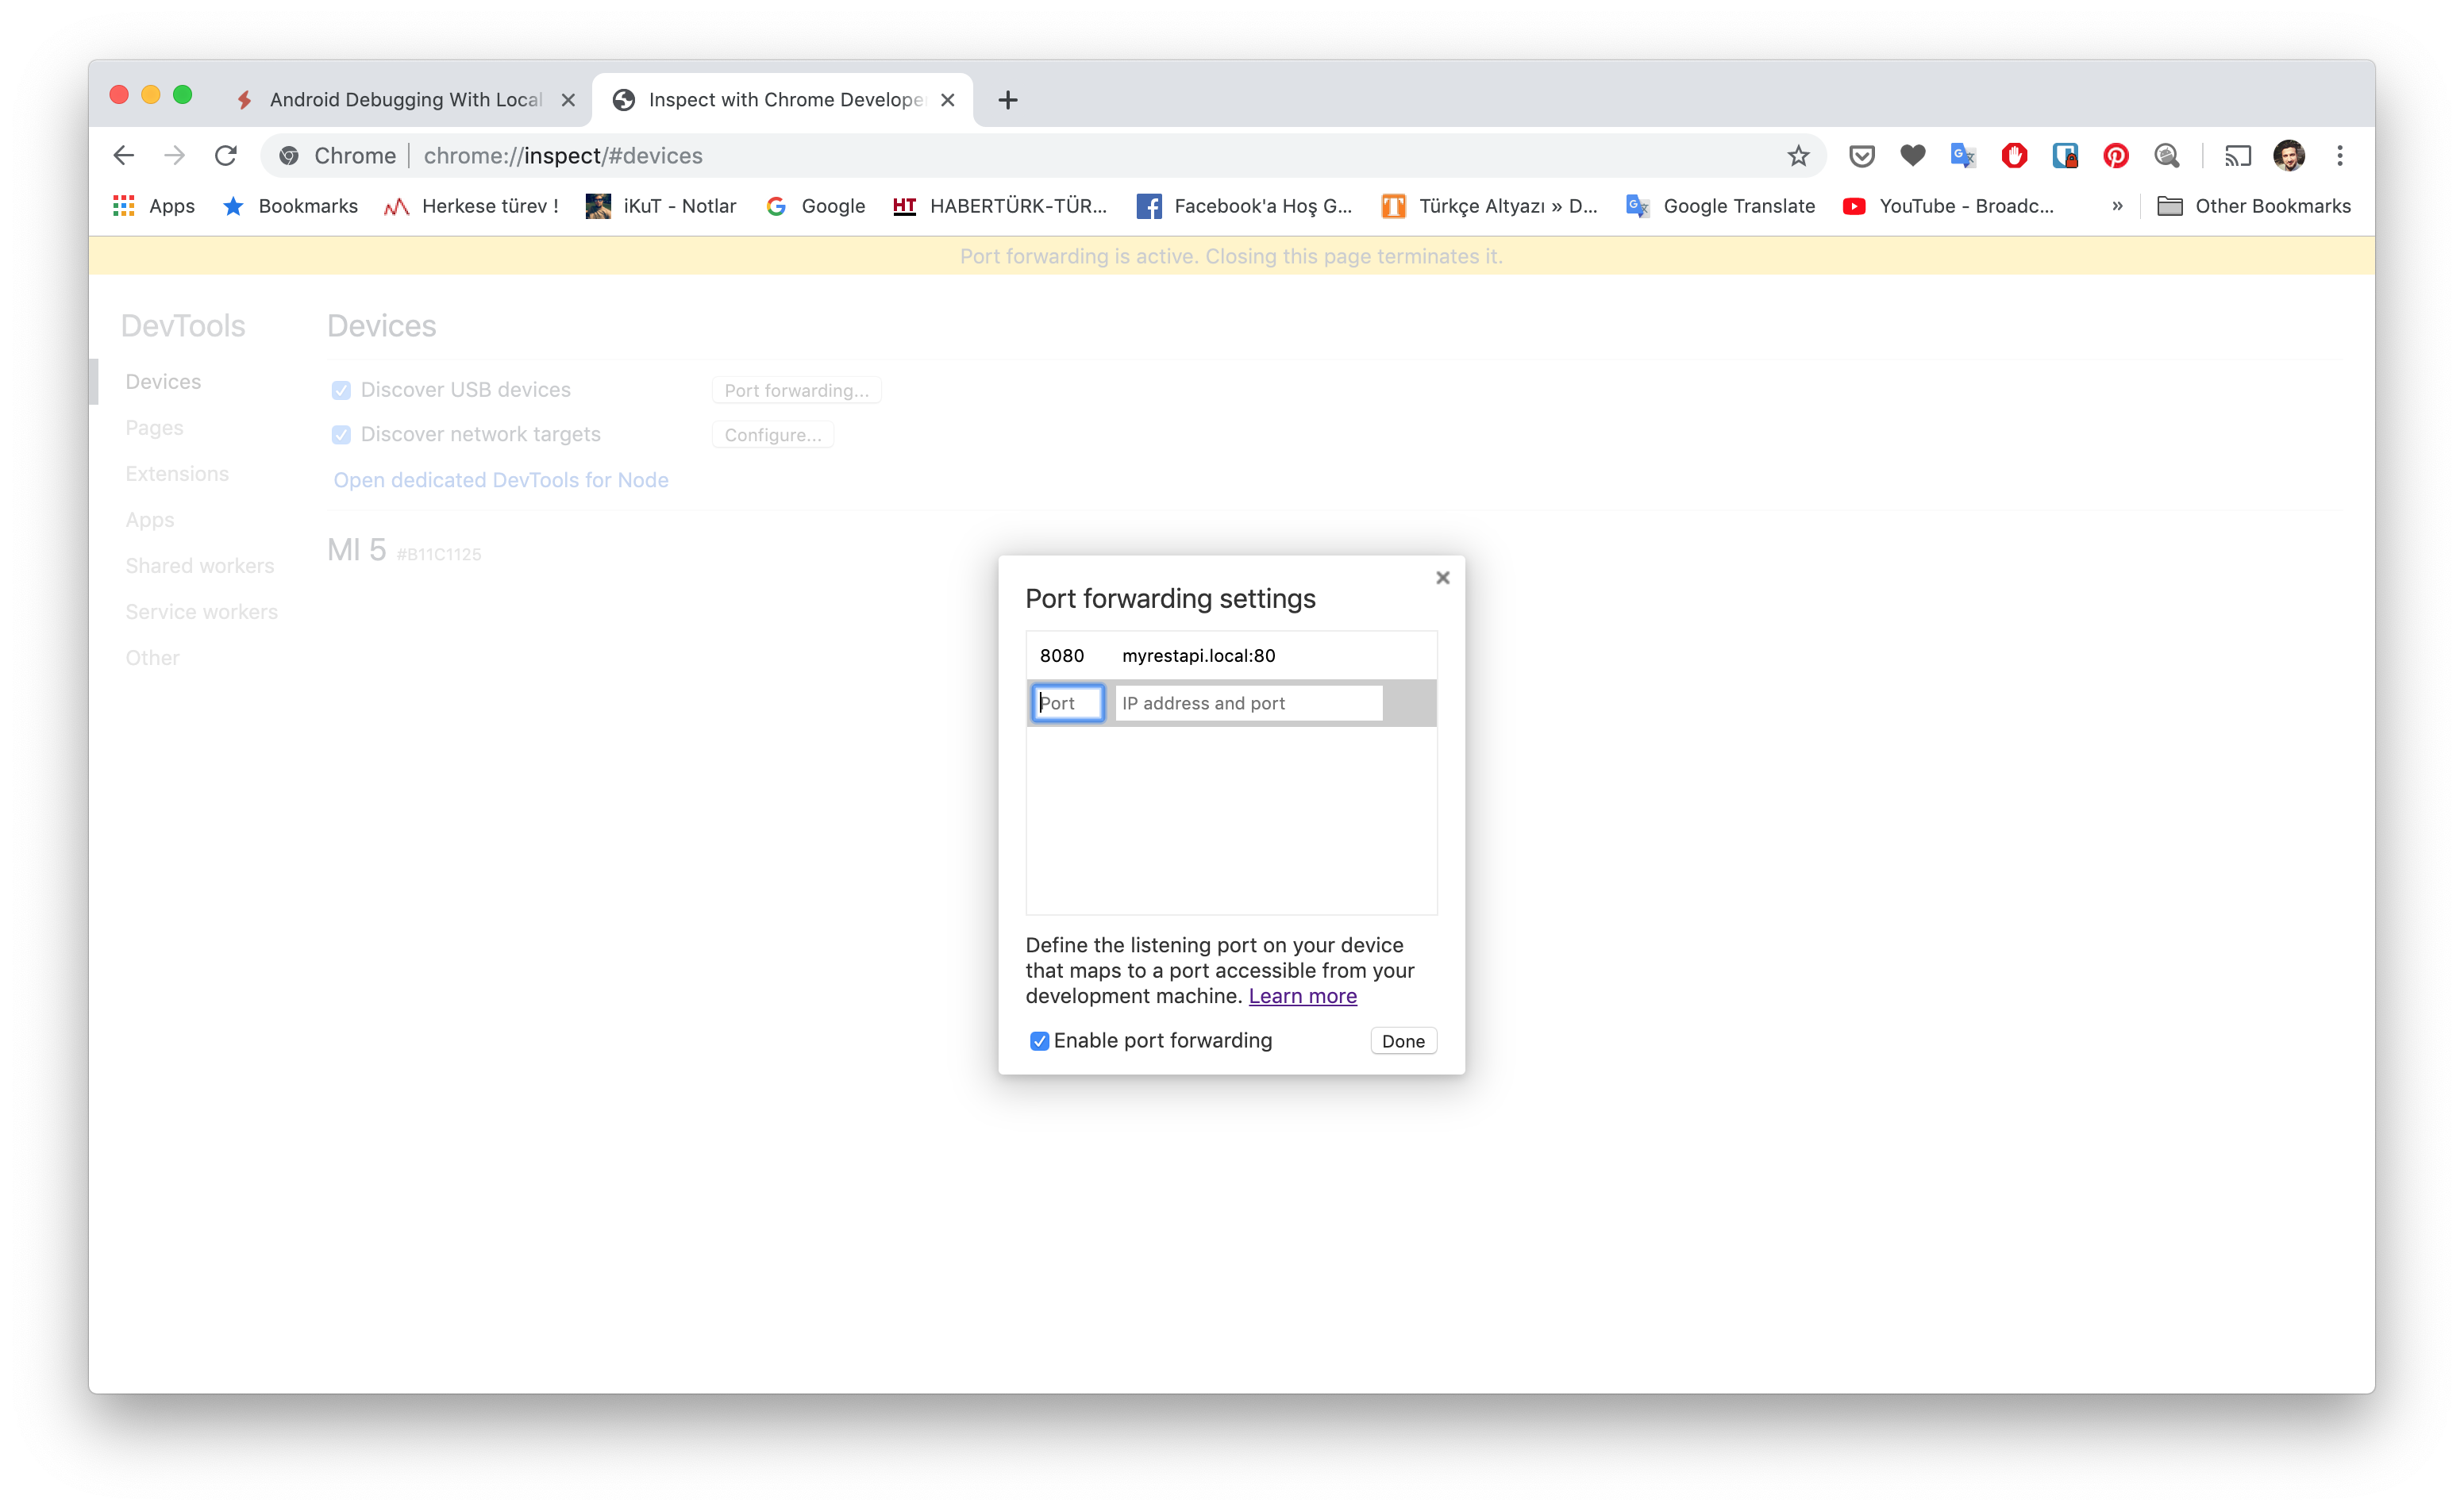 Android Debugging With Local
Inspect with Chrome Develope
Chrome chrome://inspect/#devices
Apps Bookmarks Herkese türev ! iKuT - Notlar Google HT HABERTÜRK-TÜR... Facebook'a Hoş G... Türkçe Altyazı » D... Google Translate YouTube - Broadc... » Other Bookmarks
Port forwarding is active. Closing this page terminates it.
DevTools
Devices
Pages
Extensions
Apps
Shared workers
Service workers
Other
Devices
Discover USB devices Port forwarding...
Discover network targets Configure...
Open dedicated DevTools for Node
MI 5 #B11C1125
Port forwarding settings
8080 myrestapi.local:80
Port IP address and port
Define the listening port on your device
that maps to a port accessible from your
development machine. Learn more
Enable port forwarding Done